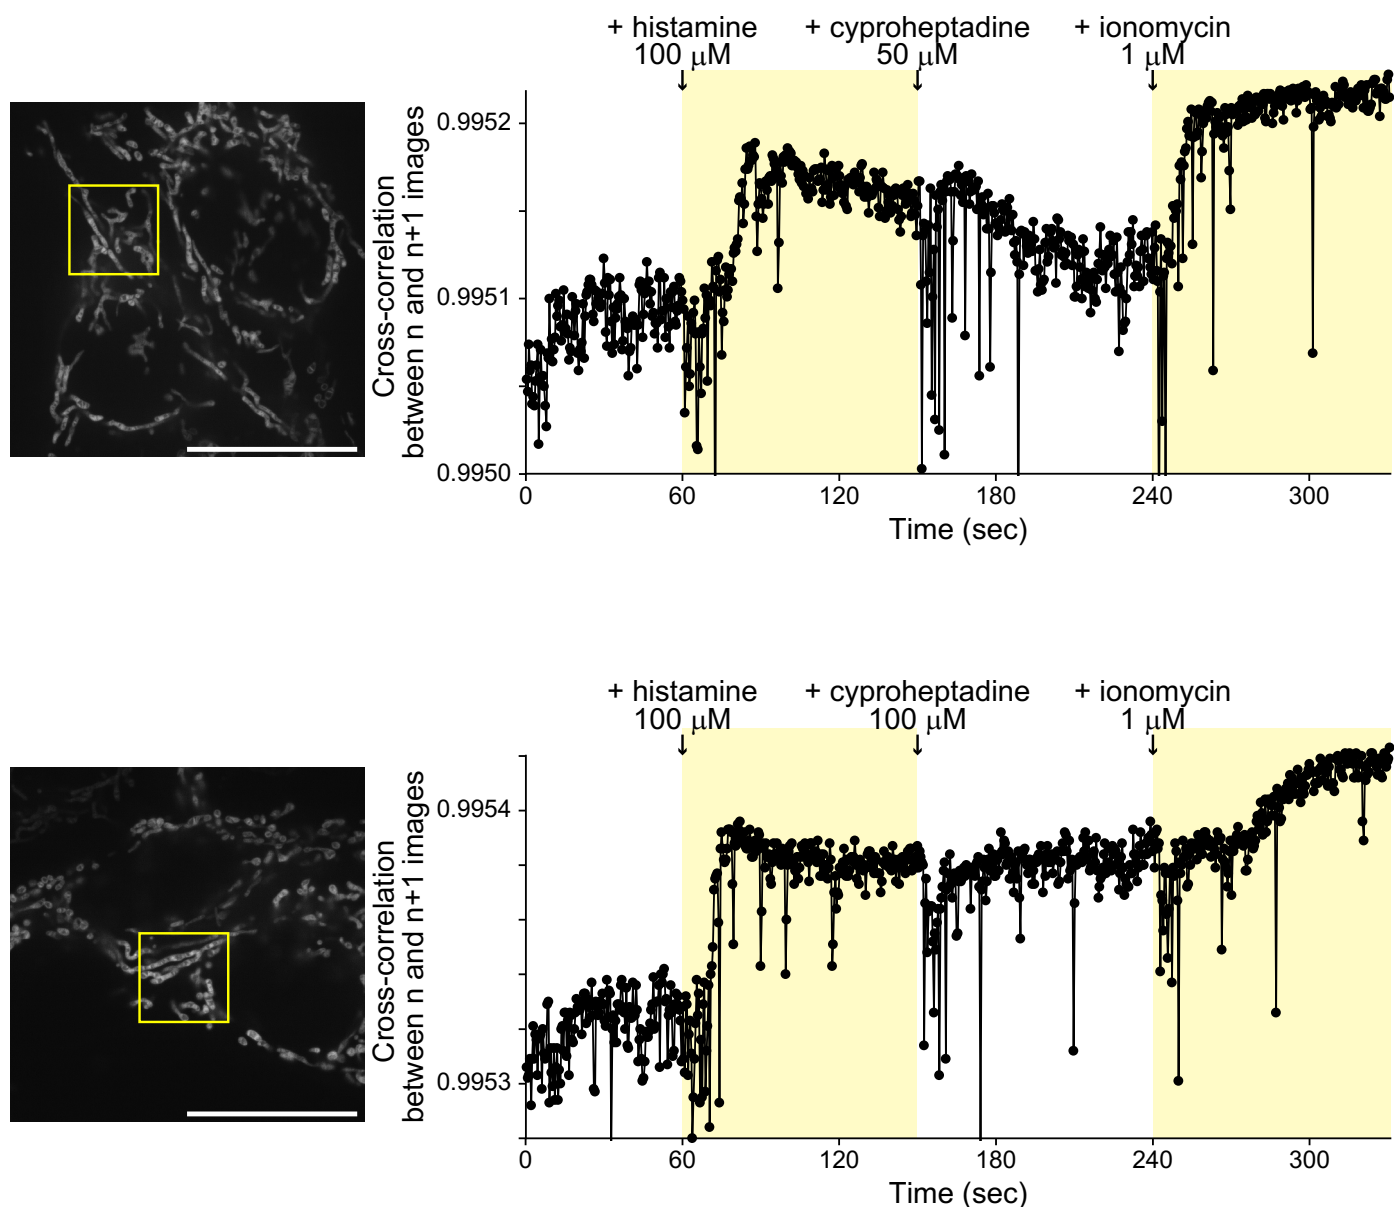 + histamine + cyproheptadine + ionomycin
100 μM 50 μM 1 μM
Cross-correlation
between n and n+1 images
0.9952
0.9951
0.9950
0 60 120 180 240 300
Time (sec)
+ histamine + cyproheptadine + ionomycin
100 μM 100 μM 1 μM
Cross-correlation
between n and n+1 images
0.9954
0.9953
0 60 120 180 240 300
Time (sec)